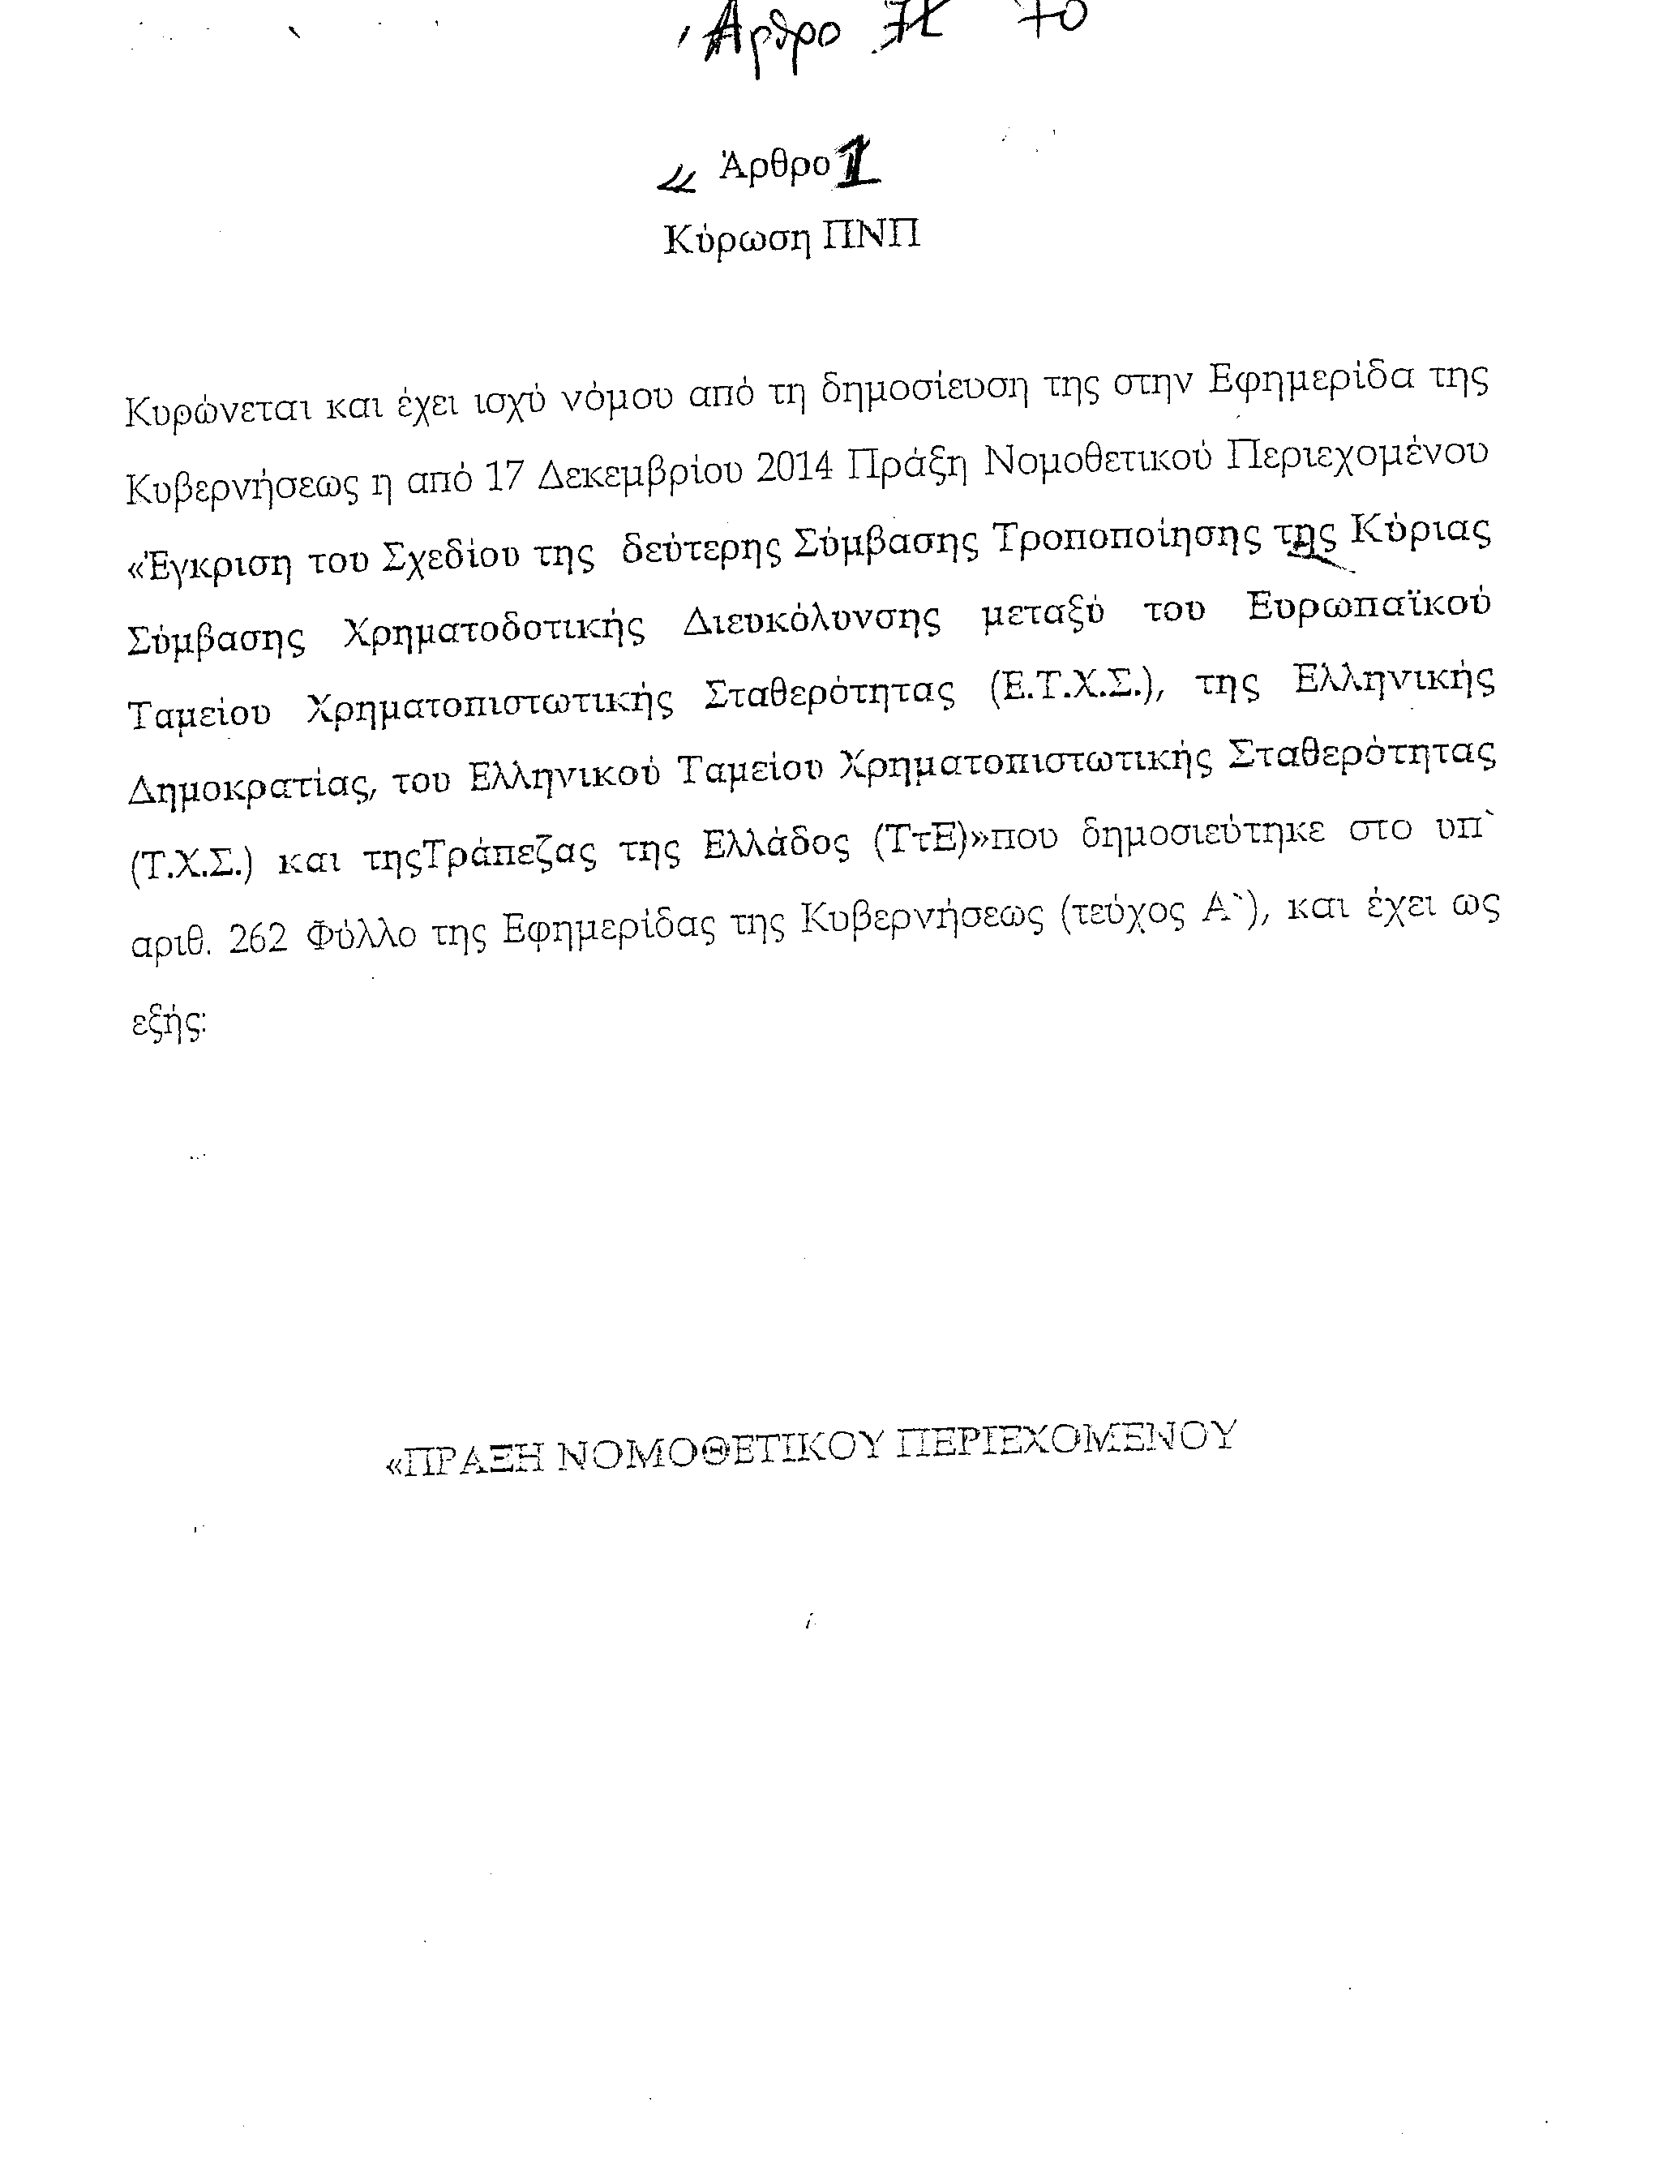 Άρθρο 70
« Άρθρο 1
Κύρωση ΠΝΠ
Κυρώνεται και έχει ισχύ νόμου από τη δημοσίευση της στην Εφημερίδα της
Κυβερνήσεως η από 17 Δεκεμβρίου 2014 Πράξη Νομοθετικού Περιεχομένου
«Έγκριση του Σχεδίου της δεύτερης Σύμβασης Τροποποίησης της Κύριας
Σύμβασης Χρηματοδοτικής Διευκόλυνσης μεταξύ του Ευρωπαϊκού
Ταμείου Χρηματοπιστωτικής Σταθερότητας (Ε.Τ.Χ.Σ.), της Ελληνικής
Δημοκρατίας, του Ελληνικού Ταμείου Χρηματοπιστωτικής Σταθερότητας
(Τ.Χ.Σ.) και τηςΤράπεζας της Ελλάδος (ΤτΕ)»που δημοσιεύτηκε στο υπ`
αριθ. 262 Φύλλο της Εφημερίδας της Κυβερνήσεως (τεύχος Α`), και έχει ως
εξής:
«ΠΡΑΞΗ ΝΟΜΟΘΕΤΙΚΟΥ ΠΕΡΙΕΧΟΜΕΝΟΥ